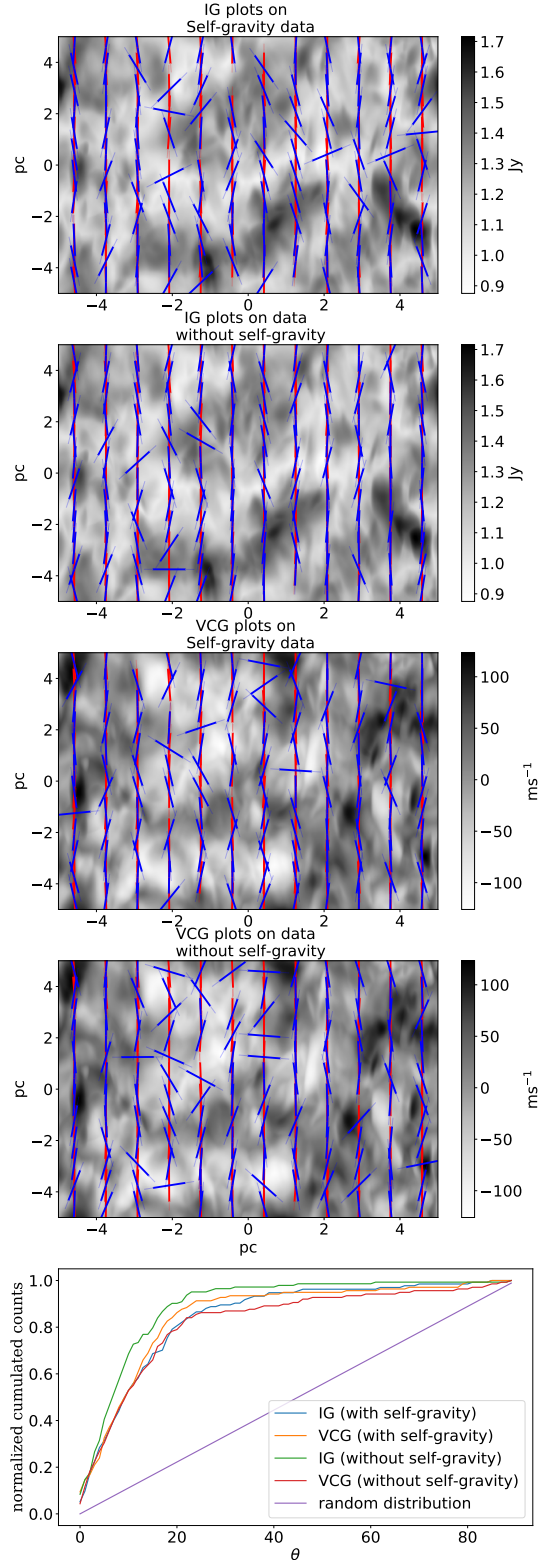 IG plots on
Self-gravity data
4
2
0
−2
−4
pc
−4 −2 0 2 4
1.7
1.6
1.5
1.4
1.3
1.2
1.1
1.0
0.9
Jy
IG plots on data
without self-gravity
4
2
0
−2
−4
pc
−4 −2 0 2 4
1.7
1.6
1.5
1.4
1.3
1.2
1.1
1.0
0.9
Jy
VCG plots on
Self-gravity data
4
2
0
−2
−4
pc
−4 −2 0 2 4
100
50
0
−50
−100
ms⁻¹
VCG plots on data
without self-gravity
4
2
0
−2
−4
pc
−4 −2 0 2 4
pc
100
50
0
−50
−100
ms⁻¹
1.0
0.8
0.6
0.4
0.2
0.0
normalized cumulated counts
IG (with self-gravity)
VCG (with self-gravity)
IG (without self-gravity)
VCG (without self-gravity)
random distribution
0 20 40 60 80
θ